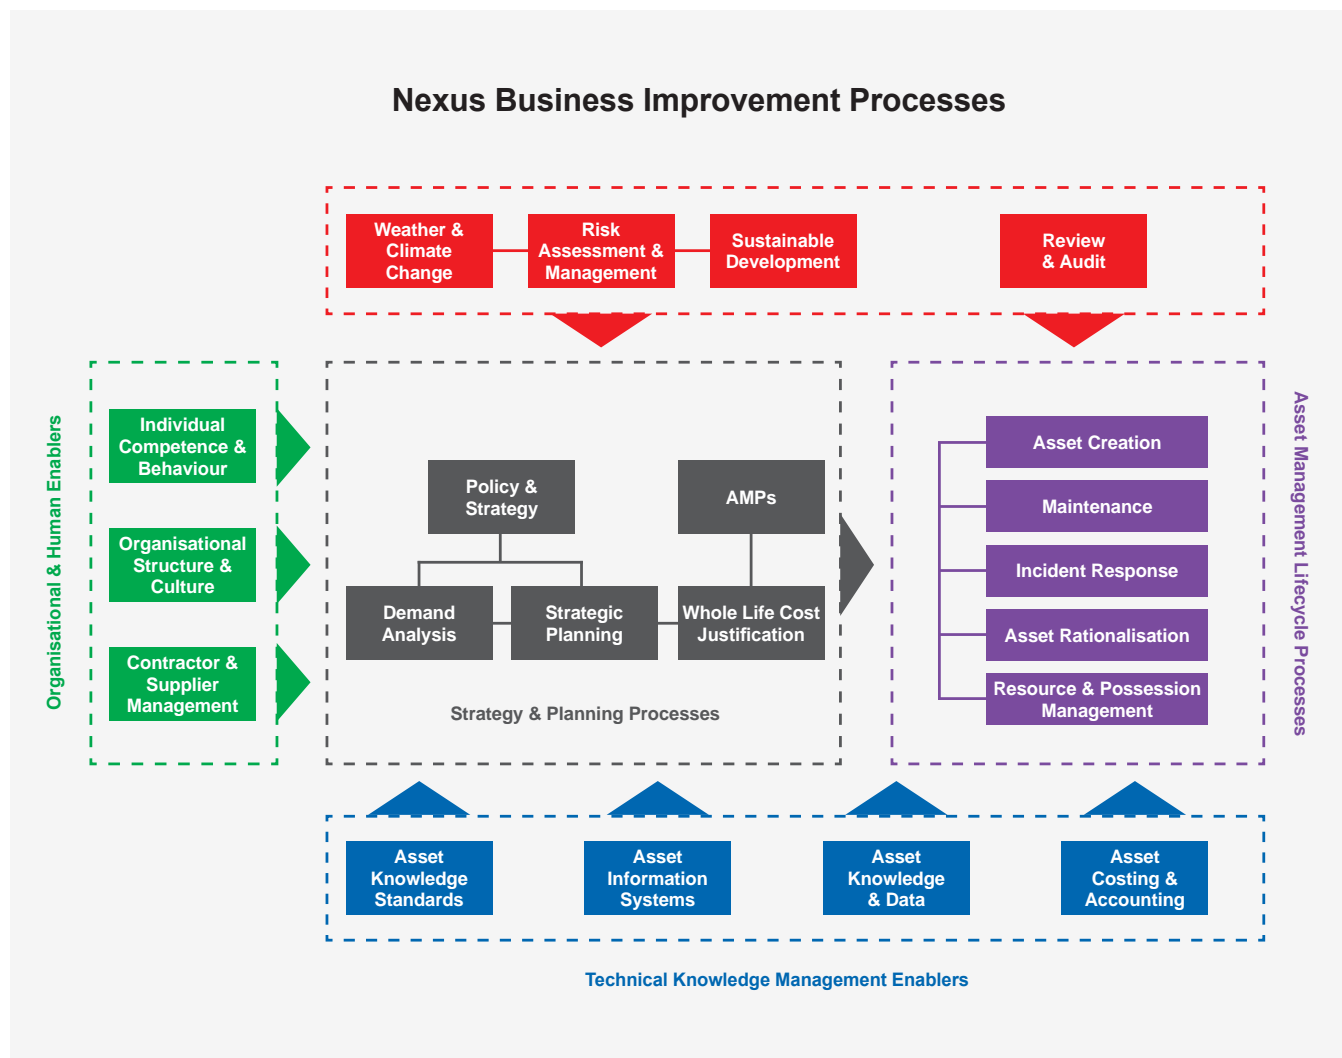 Nexus Business Improvement Processes
Weather &
Climate
Change
Risk
Assessment &
Management
Sustainable
Development
Review
& Audit
Organisational & Human Enablers
Individual
Competence &
Behaviour
Organisational
Structure &
Culture
Contractor &
Supplier
Management
Policy &
Strategy
AMPs
Demand
Analysis
Strategic
Planning
Whole Life Cost
Justification
Strategy & Planning Processes
Asset Creation
Maintenance
Incident Response
Asset Rationalisation
Resource & Possession
Management
Asset Management Lifecycle Processes
Asset
Knowledge
Standards
Asset
Information
Systems
Asset
Knowledge
& Data
Asset
Costing &
Accounting
Technical Knowledge Management Enablers